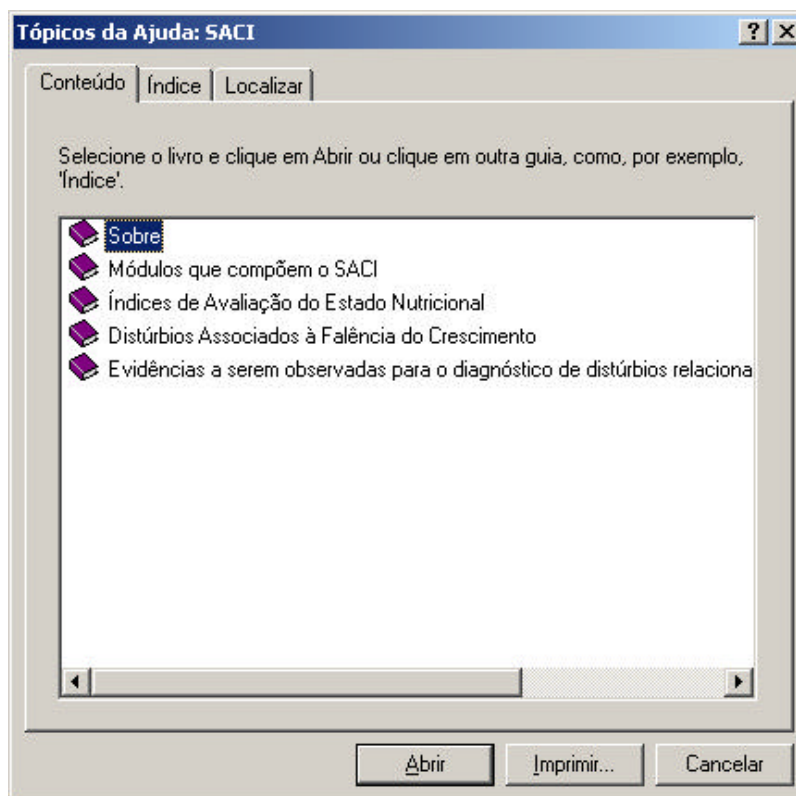 Tópicos da Ajuda: SACI
Conteúdo Índice Localizar
Selecione o livro e clique em Abrir ou clique em outra guia, como, por exemplo,
'Índice'.
Sobre
Módulos que compõem o SACI
Índices de Avaliação do Estado Nutricional
Distúrbios Associados à Falência do Crescimento
Evidências a serem observadas para o diagnóstico de distúrbios relaciona
Abrir Imprimir... Cancelar